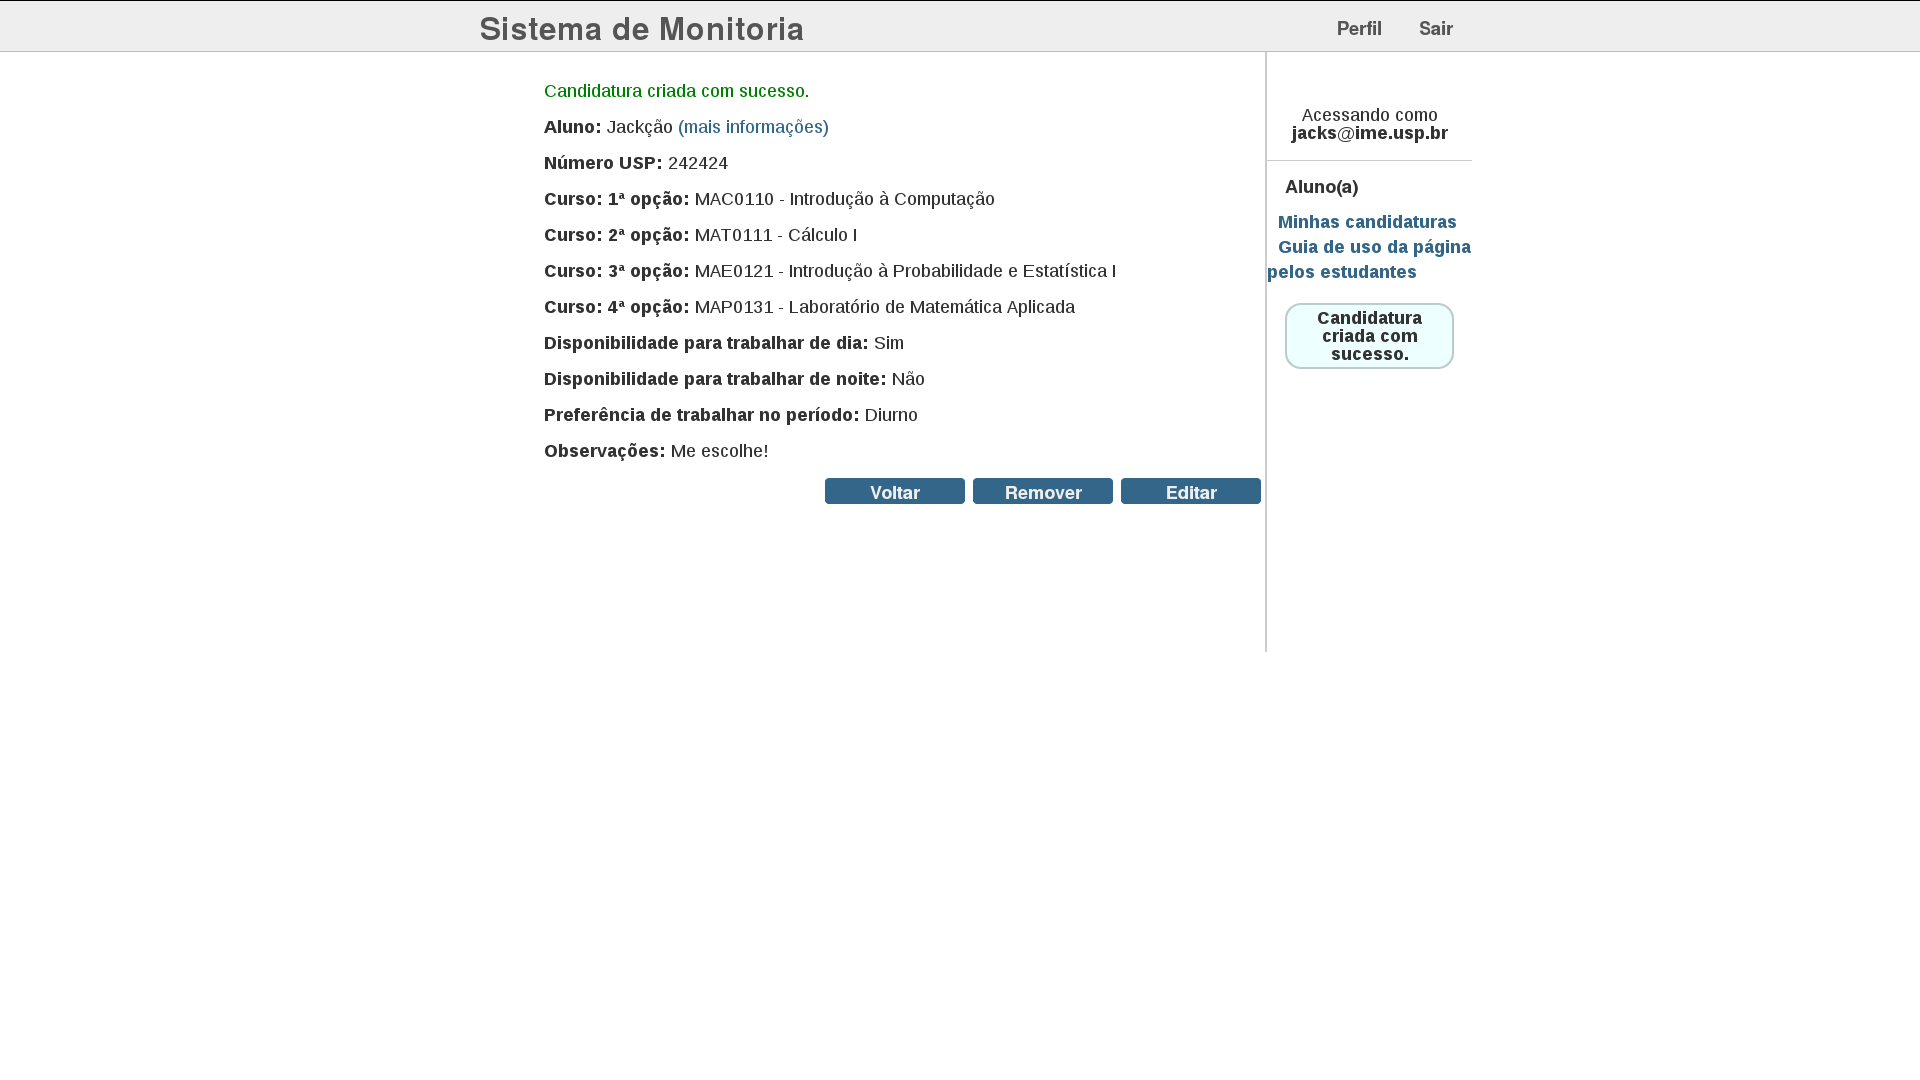 Sistema de Monitoria
Perfil
Sair
Candidatura criada com sucesso.
Aluno: Jackção (mais informações)
Número USP: 242424
Curso: 1ª opção: MAC0110 - Introdução à Computação
Curso: 2ª opção: MAT0111 - Cálculo I
Curso: 3ª opção: MAE0121 - Introdução à Probabilidade e Estatística I
Curso: 4ª opção: MAP0131 - Laboratório de Matemática Aplicada
Disponibilidade para trabalhar de dia: Sim
Disponibilidade para trabalhar de noite: Não
Preferência de trabalhar no período: Diurno
Observações: Me escolhe!
Voltar
Remover
Editar
Acessando como
jacks@ime.usp.br
Aluno(a)
Minhas candidaturas
Guia de uso da página
pelos estudantes
Candidatura
criada com
sucesso.